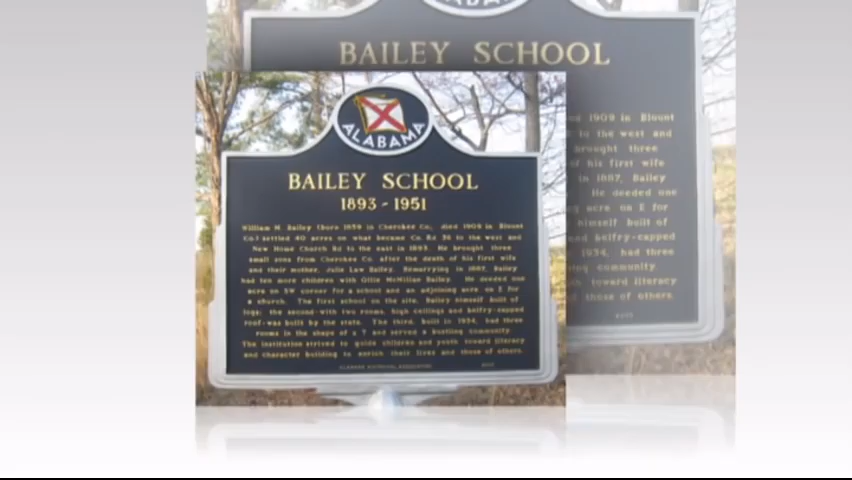 ALABAMA
BAILEY SCHOOL
1893 - 1951
William H. Bailey (born 1859 in Cherokee Co., died 1909 in Blount
Co.) settled 40 acres on what became Co. Rd 36 to the west and
New Home Church Rd to the east in 1893. He brought three
small sons from Cherokee Co. after the death of his first wife
and their mother, Julie Law Bailey. Remarrying in 1887, Bailey
had ten more children with Ollie McMillan Bailey. He deeded one
acre on SW corner for a school and an adjoining acre on E for
a church. The first school on the site, Bailey himself built of
logs; the second-with two rooms, high ceilings and belfry-capped
roof-was built by the state. The third, built in 1934, had three
rooms in the shape of a T and served a bustling community.
The institution strived to guide children and youth toward literacy
and character building to enrich their lives and those of others.
ALABAMA HISTORICAL ASSOCIATION
ALABAMA
BAILEY SCHOOL
1909 in Blount
to the west and
brought three
of his first wife
in 1887, Bailey
He deeded one
acre on E for
himself built of
and belfry-capped
1934, had three
community
toward literacy
those of others.